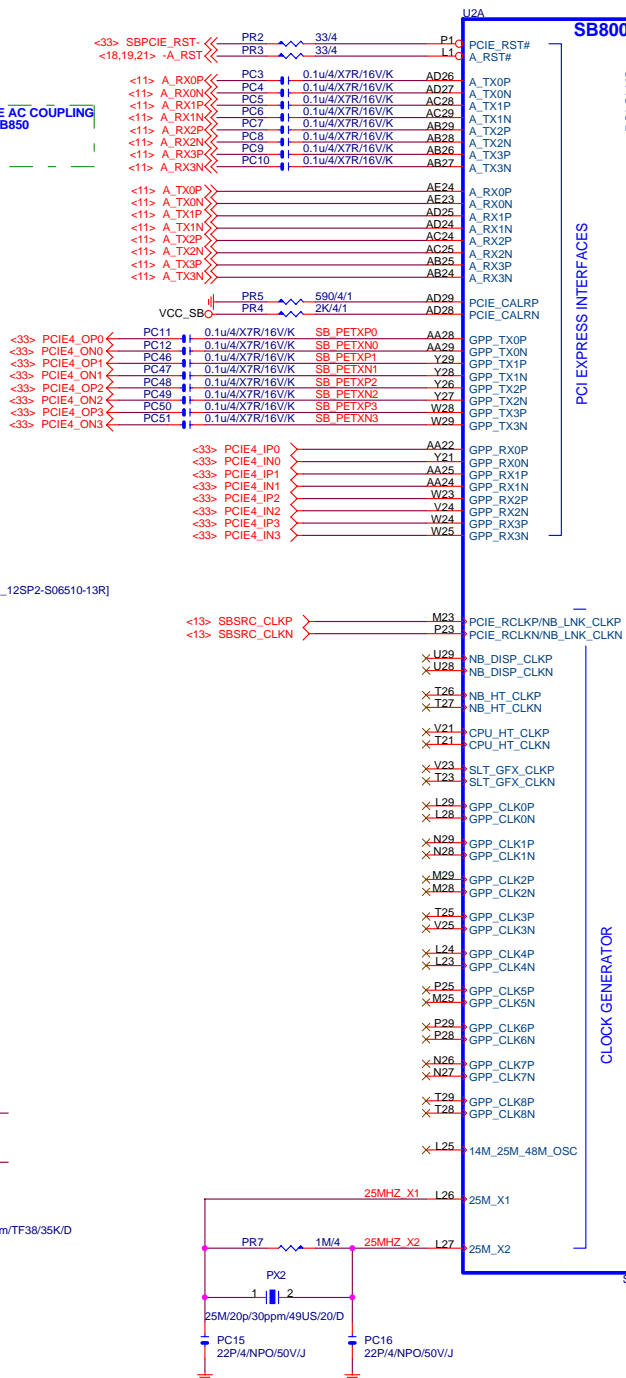 U2A
SB800
<33> SBPCIE_RST- PR2 33/4 P1 PCIE_RST#
<18,19,21> -A_RST PR3 33/4 L1 A_RST#
<11> A_RX0P PC3 0.1u/4/X7R/16V/K AD26 A_TX0P
<11> A_RX0N PC4 0.1u/4/X7R/16V/K AD27 A_TX0N
<11> A_RX1P PC5 0.1u/4/X7R/16V/K AC28 A_TX1P
<11> A_RX1N PC6 0.1u/4/X7R/16V/K AC29 A_TX1N
<11> A_RX2P PC7 0.1u/4/X7R/16V/K AB29 A_TX2P
<11> A_RX2N PC8 0.1u/4/X7R/16V/K AB28 A_TX2N
<11> A_RX3P PC9 0.1u/4/X7R/16V/K AB26 A_TX3P
<11> A_RX3N PC10 0.1u/4/X7R/16V/K AB27 A_TX3N
E AC COUPLING
B850
<11> A_TX0P AE24 A_RX0P
<11> A_TX0N AE23 A_RX0N
<11> A_TX1P AD25 A_RX1P
<11> A_TX1N AD24 A_RX1N
<11> A_TX2P AC24 A_RX2P
<11> A_TX2N AC25 A_RX2N
<11> A_TX3P AB25 A_RX3P
<11> A_TX3N AB24 A_RX3N
PCI EXPRESS INTERFACES
PR5 590/4/1 AD29 PCIE_CALRP
VCC_SB PR4 2K/4/1 AD28 PCIE_CALRN
<33> PCIE4_OP0 PC11 0.1u/4/X7R/16V/K SB_PETXP0 AA28 GPP_TX0P
<33> PCIE4_ON0 PC12 0.1u/4/X7R/16V/K SB_PETXN0 AA29 GPP_TX0N
<33> PCIE4_OP1 PC46 0.1u/4/X7R/16V/K SB_PETXP1 Y29 GPP_TX1P
<33> PCIE4_ON1 PC47 0.1u/4/X7R/16V/K SB_PETXN1 Y28 GPP_TX1N
<33> PCIE4_OP2 PC48 0.1u/4/X7R/16V/K SB_PETXP2 Y26 GPP_TX2P
<33> PCIE4_ON2 PC49 0.1u/4/X7R/16V/K SB_PETXN2 Y27 GPP_TX2N
<33> PCIE4_OP3 PC50 0.1u/4/X7R/16V/K SB_PETXP3 W28 GPP_TX3P
<33> PCIE4_ON3 PC51 0.1u/4/X7R/16V/K SB_PETXN3 W29 GPP_TX3N
<33> PCIE4_IP0 AA22 GPP_RX0P
<33> PCIE4_IN0 Y21 GPP_RX0N
<33> PCIE4_IP1 AA25 GPP_RX1P
<33> PCIE4_IN1 AA24 GPP_RX1N
<33> PCIE4_IP2 W23 GPP_RX2P
<33> PCIE4_IN2 V24 GPP_RX2N
<33> PCIE4_IP3 W24 GPP_RX3P
<33> PCIE4_IN3 W25 GPP_RX3N
_12SP2-S06510-13R]
<13> SBSRC_CLKP M23 PCIE_RCLKP/NB_LNK_CLKP
<13> SBSRC_CLKN P23 PCIE_RCLKN/NB_LNK_CLKN
U29 NB_DISP_CLKP
U28 NB_DISP_CLKN
T26 NB_HT_CLKP
T27 NB_HT_CLKN
V21 CPU_HT_CLKP
T21 CPU_HT_CLKN
V23 SLT_GFX_CLKP
T23 SLT_GFX_CLKN
L29 GPP_CLK0P
L28 GPP_CLK0N
N29 GPP_CLK1P
N28 GPP_CLK1N
M29 GPP_CLK2P
M28 GPP_CLK2N
T25 GPP_CLK3P
V25 GPP_CLK3N
L24 GPP_CLK4P
L23 GPP_CLK4N
P25 GPP_CLK5P
M25 GPP_CLK5N
P29 GPP_CLK6P
P28 GPP_CLK6N
N26 GPP_CLK7P
N27 GPP_CLK7N
T29 GPP_CLK8P
T28 GPP_CLK8N
CLOCK GENERATOR
L25 14M_25M_48M_OSC
25MHZ_X1 L26 25M_X1
m/TF38/35K/D
PR7 1M/4 25MHZ_X2 L27 25M_X2
PX2
1 2
25M/20p/30ppm/49US/20/D
PC15 PC16
22P/4/NPO/50V/J 22P/4/NPO/50V/J